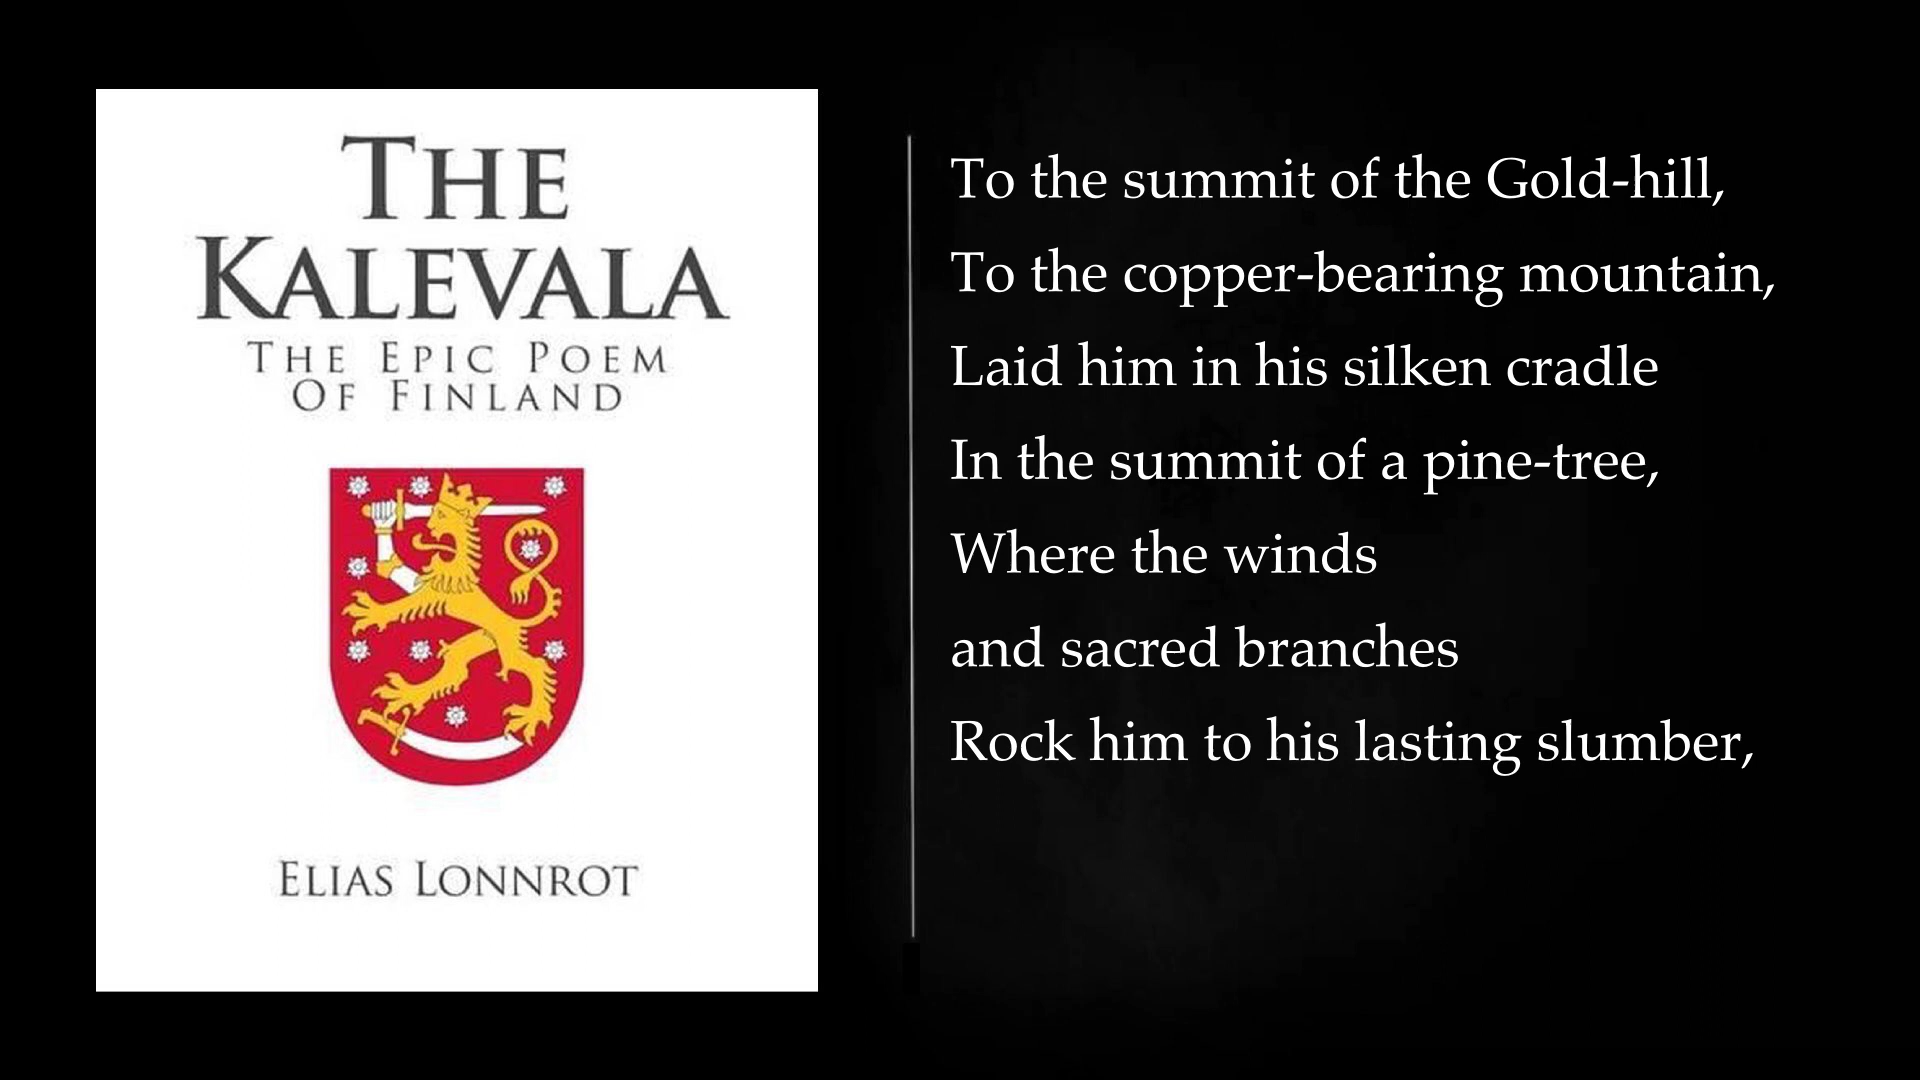 THE
KALEVALA
THE EPIC POEM
OF FINLAND
ELIAS LONNROT
To the summit of the Gold-hill,
To the copper-bearing mountain,
Laid him in his silken cradle
In the summit of a pine-tree,
Where the winds
and sacred branches
Rock him to his lasting slumber,